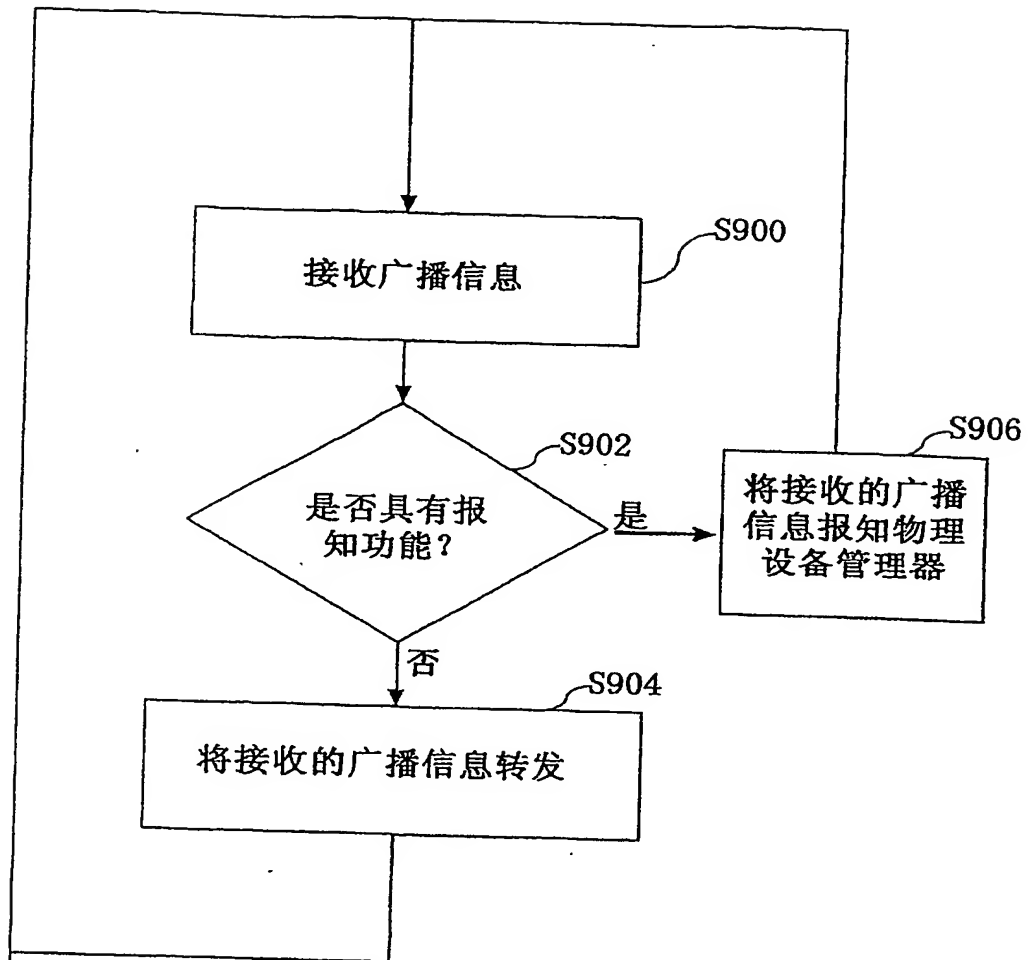 S900
接收广播信息
S902
是否具有报
知功能？
是
S906
将接收的广播
信息报知物理
设备管理器
否
S904
将接收的广播信息转发